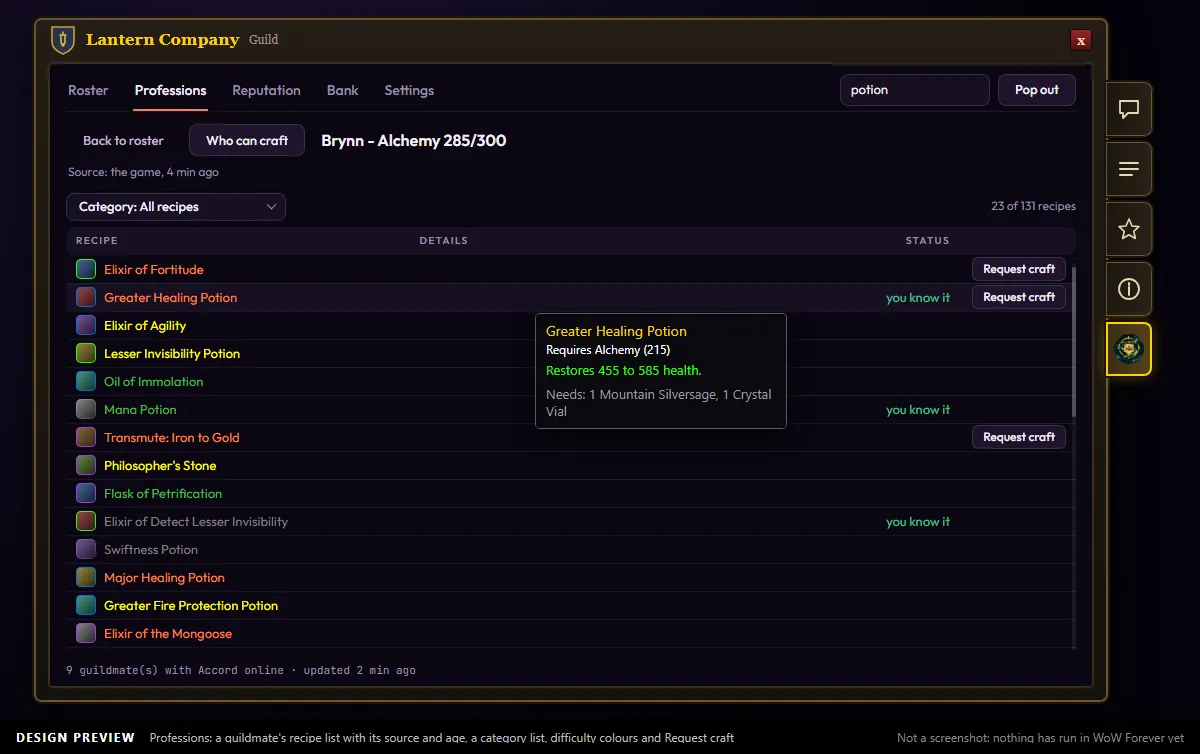 Lantern Company Guild
x
Roster Professions Reputation Bank Settings potion Pop out
Back to roster Who can craft Brynn - Alchemy 285/300
Source: the game, 4 min ago
Category: All recipes 23 of 131 recipes
RECIPE DETAILS STATUS
Elixir of Fortitude Request craft
Greater Healing Potion you know it Request craft
Elixir of Agility
Lesser Invisibility Potion
Oil of Immolation
Mana Potion you know it
Transmute: Iron to Gold Request craft
Philosopher's Stone
Flask of Petrification
Elixir of Detect Lesser Invisibility you know it
Swiftness Potion
Major Healing Potion
Greater Fire Protection Potion
Elixir of the Mongoose
Greater Healing Potion
Requires Alchemy (215)
Restores 455 to 585 health.
Needs: 1 Mountain Silversage, 1 Crystal
Vial
9 guildmate(s) with Accord online · updated 2 min ago
DESIGN PREVIEW Professions: a guildmate's recipe list with its source and age, a category list, difficulty colours and Request craft Not a screenshot: nothing has run in WoW Forever yet